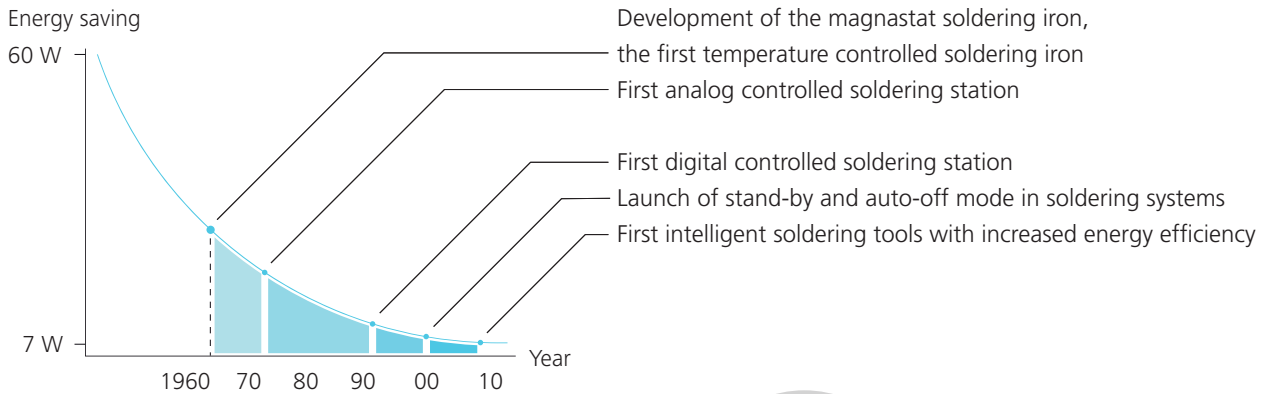 Energy saving
60 W
7 W
Development of the magnastat soldering iron,
the first temperature controlled soldering iron
First analog controlled soldering station
First digital controlled soldering station
Launch of stand-by and auto-off mode in soldering systems
First intelligent soldering tools with increased energy efficiency
Year
1960 70 80 90 00 10